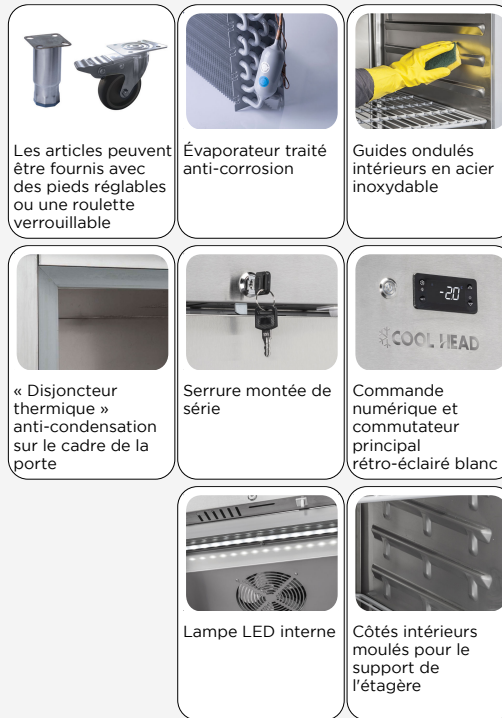 Les articles peuvent
être fournis avec
des pieds réglables
ou une roulette
verrouillable
Évaporateur traité
anti-corrosion
Guides ondulés
intérieurs en acier
inoxydable
« Disjoncteur
thermique »
anti-condensation
sur le cadre de la
porte
Serrure montée de
série
-2.0
COOL HEAD
Commande
numérique et
commutateur
principal
rétro-éclairé blanc
Lampe LED interne
Côtés intérieurs
moulés pour le
support de
l'étagère